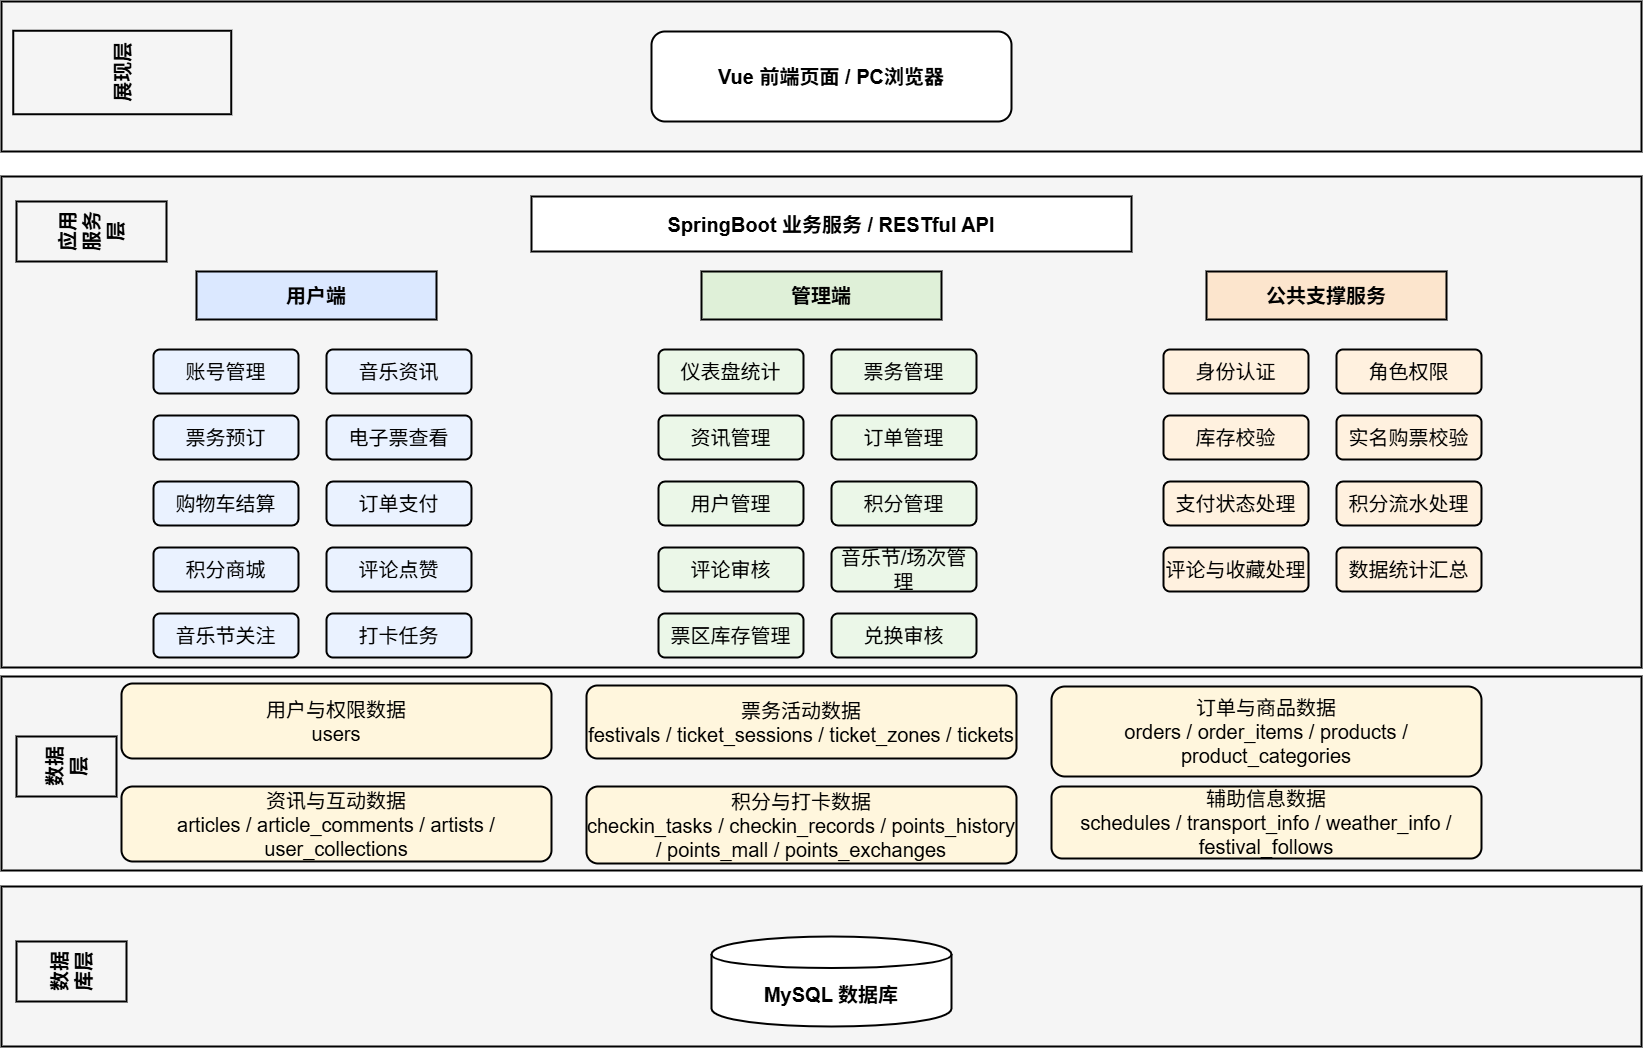 展现层
Vue 前端页面 / PC浏览器
应用
服务
层
SpringBoot 业务服务 / RESTful API
用户端
管理端
公共支撑服务
账号管理
音乐资讯
票务预订
电子票查看
购物车结算
订单支付
积分商城
评论点赞
音乐节关注
打卡任务
仪表盘统计
票务管理
资讯管理
订单管理
用户管理
积分管理
评论审核
音乐节/场次管
理
票区库存管理
兑换审核
身份认证
角色权限
库存校验
实名购票校验
支付状态处理
积分流水处理
评论与收藏处理
数据统计汇总
数据
层
用户与权限数据
users
票务活动数据
festivals / ticket_sessions / ticket_zones / tickets
订单与商品数据
orders / order_items / products /
product_categories
资讯与互动数据
articles / article_comments / artists /
user_collections
积分与打卡数据
checkin_tasks / checkin_records / points_history
/ points_mall / points_exchanges
辅助信息数据
schedules / transport_info / weather_info /
festival_follows
数据
库层
MySQL 数据库